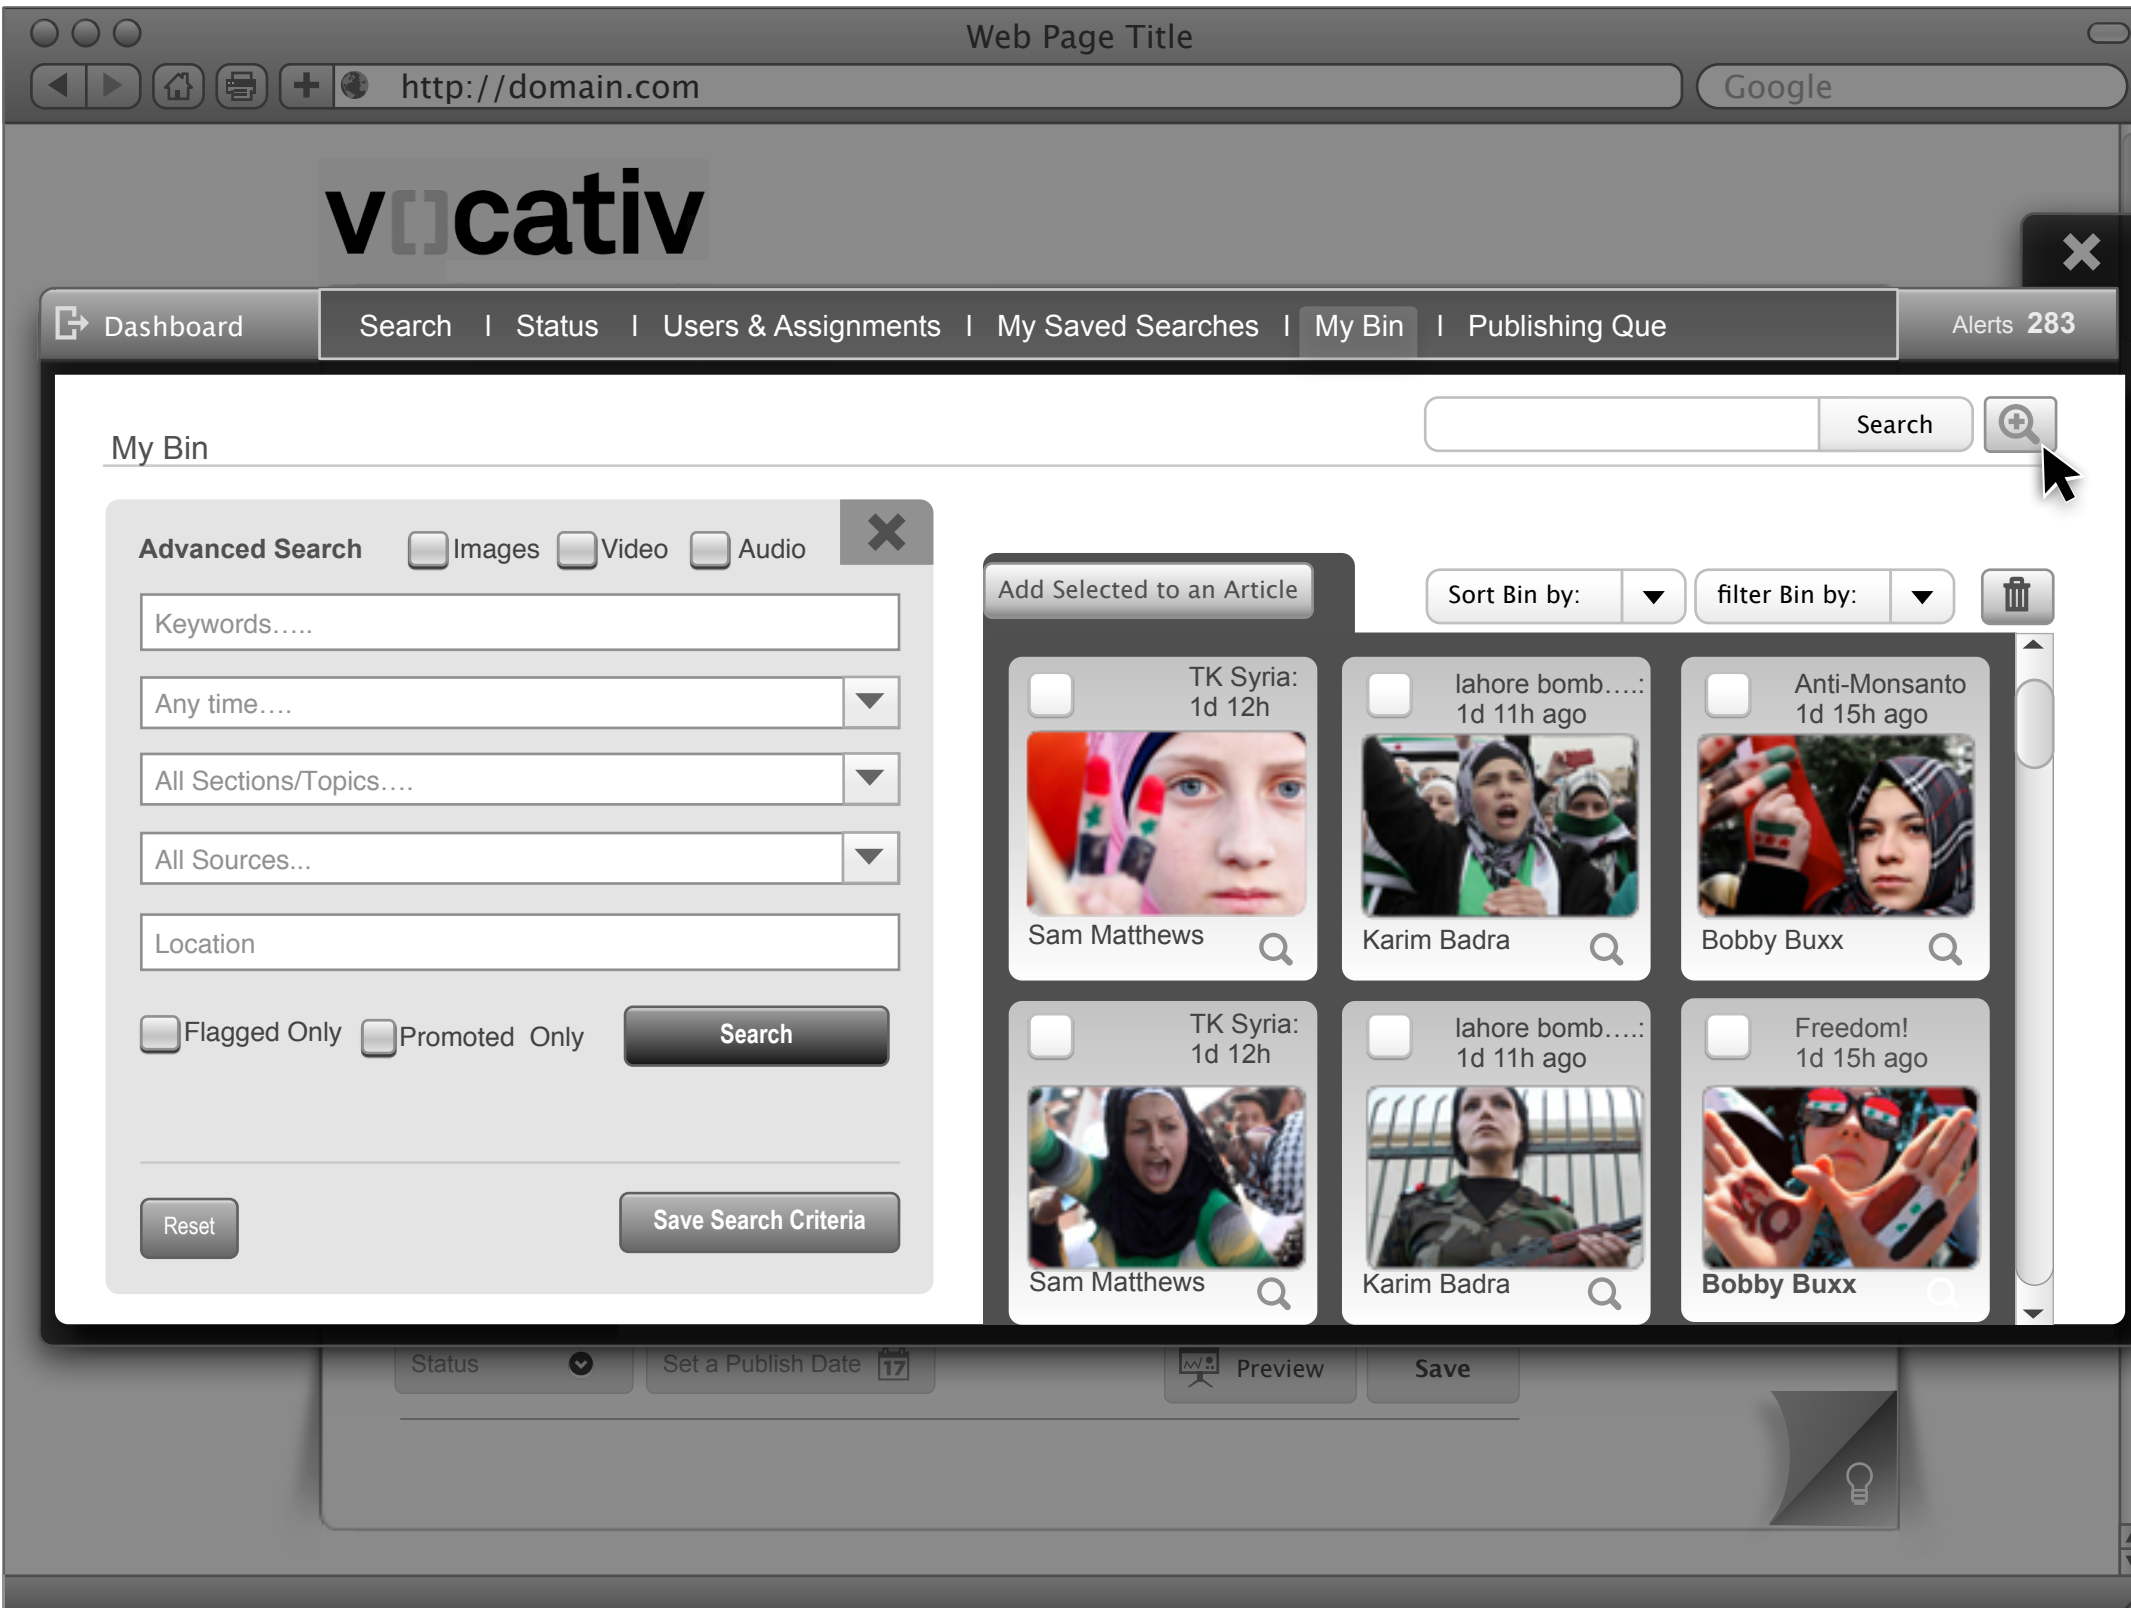 Web Page Title
http://domain.com
Google
v[]cativ
Dashboard
Search I Status I Users & Assignments I My Saved Searches I My Bin I Publishing Que
Alerts 283
My Bin
Search
Advanced Search
Images
Video
Audio
Keywords.....
Any time....
All Sections/Topics....
All Sources...
Location
Flagged Only
Promoted Only
Search
Reset
Save Search Criteria
Add Selected to an Article
Sort Bin by:
filter Bin by:
TK Syria:
1d 12h
Sam Matthews
lahore bomb....:
1d 11h ago
Karim Badra
Anti-Monsanto
1d 15h ago
Bobby Buxx
TK Syria:
1d 12h
Sam Matthews
lahore bomb....:
1d 11h ago
Karim Badra
Freedom!
1d 15h ago
Bobby Buxx
Status
Set a Publish Date
17
Preview
Save